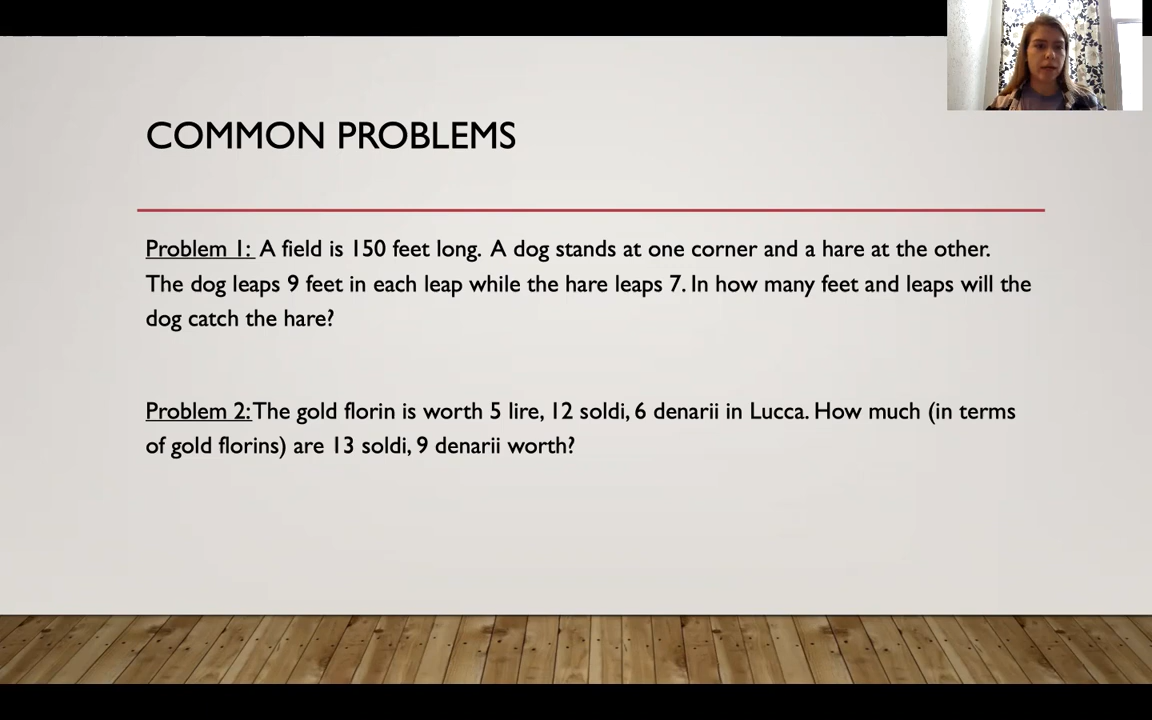 COMMON PROBLEMS
Problem 1: A field is 150 feet long. A dog stands at one corner and a hare at the other.
The dog leaps 9 feet in each leap while the hare leaps 7. In how many feet and leaps will the
dog catch the hare?
Problem 2: The gold florin is worth 5 lire, 12 soldi, 6 denarii in Lucca. How much (in terms
of gold florins) are 13 soldi, 9 denarii worth?